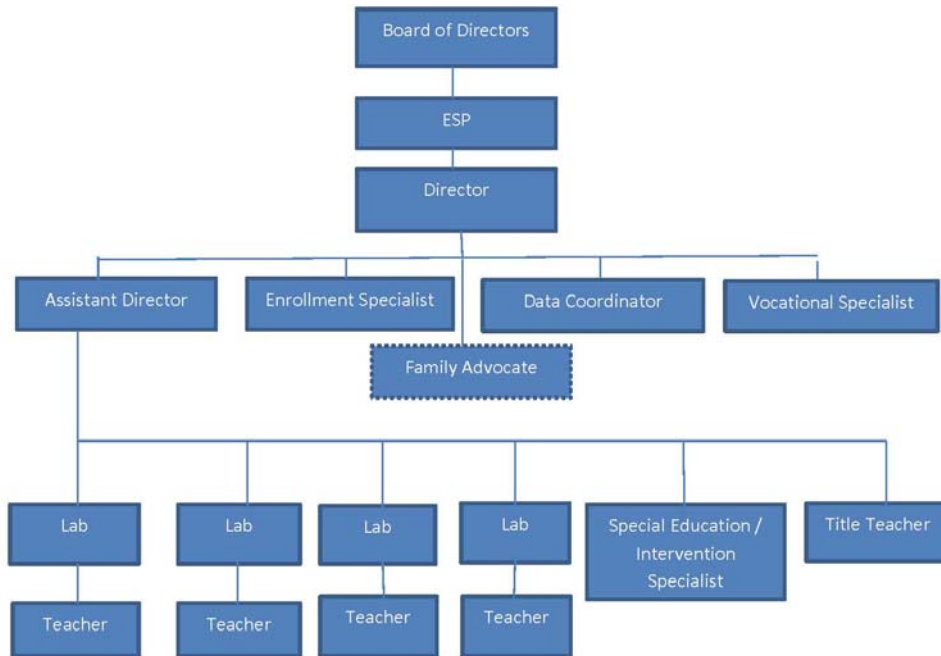 Board of Directors
ESP
Director
Assistant Director
Enrollment Specialist
Data Coordinator
Vocational Specialist
Family Advocate
Lab
Lab
Lab
Lab
Special Education /
Intervention
Specialist
Title Teacher
Teacher
Teacher
Teacher
Teacher